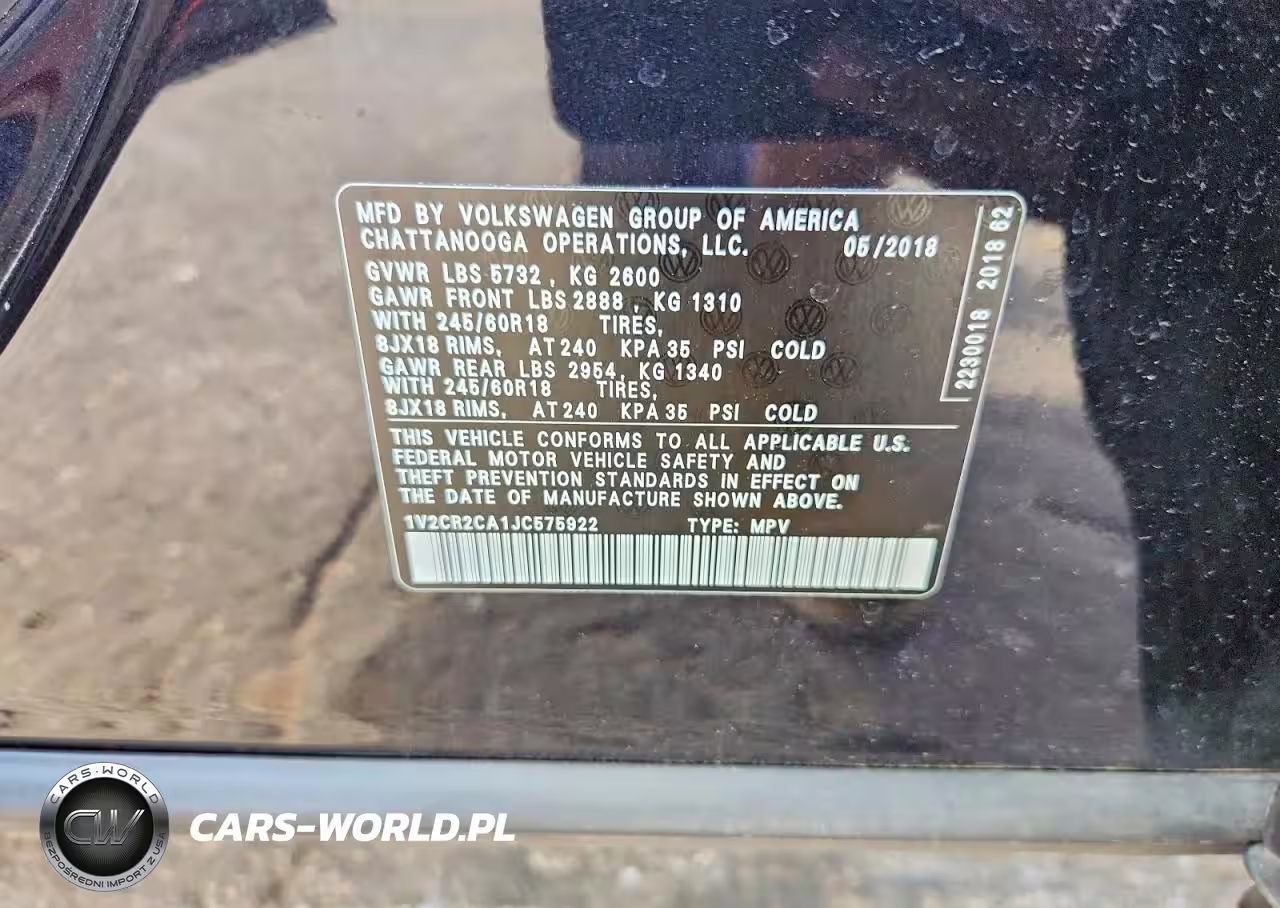 MFD BY VOLKSWAGEN GROUP OF AMERICA
CHATTANOOGA OPERATIONS, LLC. 05/2018
GVWR LBS 5732 , KG 2600
GAWR FRONT LBS 2888 , KG 1310
WITH 245/60R18 TIRES,
8JX18 RIMS, AT 240 KPA 35 PSI COLD
GAWR REAR LBS 2954, KG 1340
WITH 245/60R18 TIRES,
8JX18 RIMS, AT 240 KPA 35 PSI COLD
THIS VEHICLE CONFORMS TO ALL APPLICABLE U.S.
FEDERAL MOTOR VEHICLE SAFETY AND
THEFT PREVENTION STANDARDS IN EFFECT ON
THE DATE OF MANUFACTURE SHOWN ABOVE.
1V2CR2CA1JC575922 TYPE: MPV
2230018 2018 62
CARS-WORLD
CW
BEZPOŚREDNI IMPORT Z USA
CARS-WORLD.PL